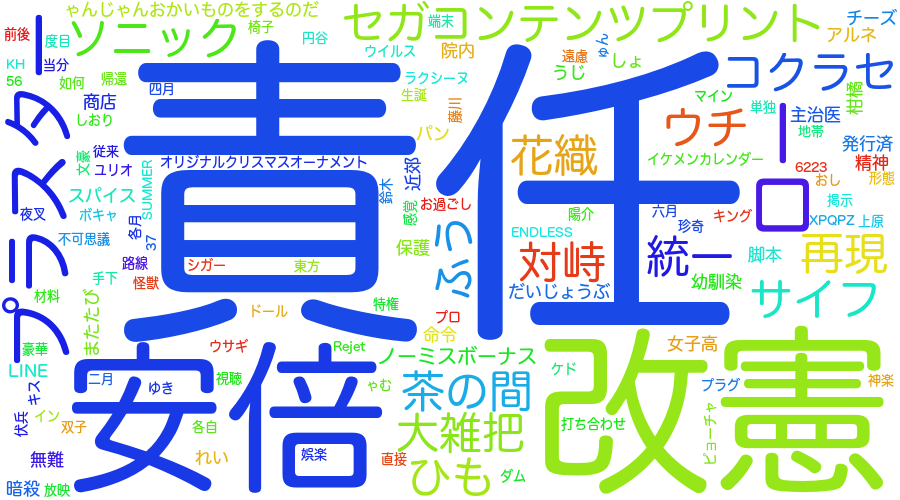 ゃんじゃんおかいものをするのだ
セガコンテンツプリント
チーズ
アルネ
前後
度目
ソニック
椅子
円谷
端末
ウイルス
院内
ゅん
遠慮
しょ
うじ
コクラセ
KH
56
当分
如何
帰還
四月
ラクシーヌ
生誕
マイン
単独
柑橘
商店
しおり
責任
勝川
パン
ウチ
主治医
地帯
発行済
ロー
従来
文豪
ユリオ
オリジナルクリスマスオーナメント
花織
イケメンカレンダー
6223
精神
形態
おし
プラスター
スパイス
SUMMER
近郊
鈴木
お過ごし
感覚
陽介
六月
キング
掲示
夜叉
ボキャ
各月
37
珍奇
XPQPZ
上原
不可思議
ふう
ENDLESS
保護
対峙
統一
脚本
再現
路線
怪獣
シガー
東方
手下
幼馴染
だいじょうぶ
サイフ
材料
またたび
ドール
特権
プロ
命令
豪華
ウサギ
Rejet
ノーミスボーナス
女子高
LINE
二月
ゆき
視聴
ゃむ
ケド
プラグ
神楽
キス
安倍
茶の間
改憲
伏兵
イン
双子
各自
大雑把
打ち合わせ
ピョーチャ
無難
れい
娯楽
直接
ひも
ダム
暗殺
放映